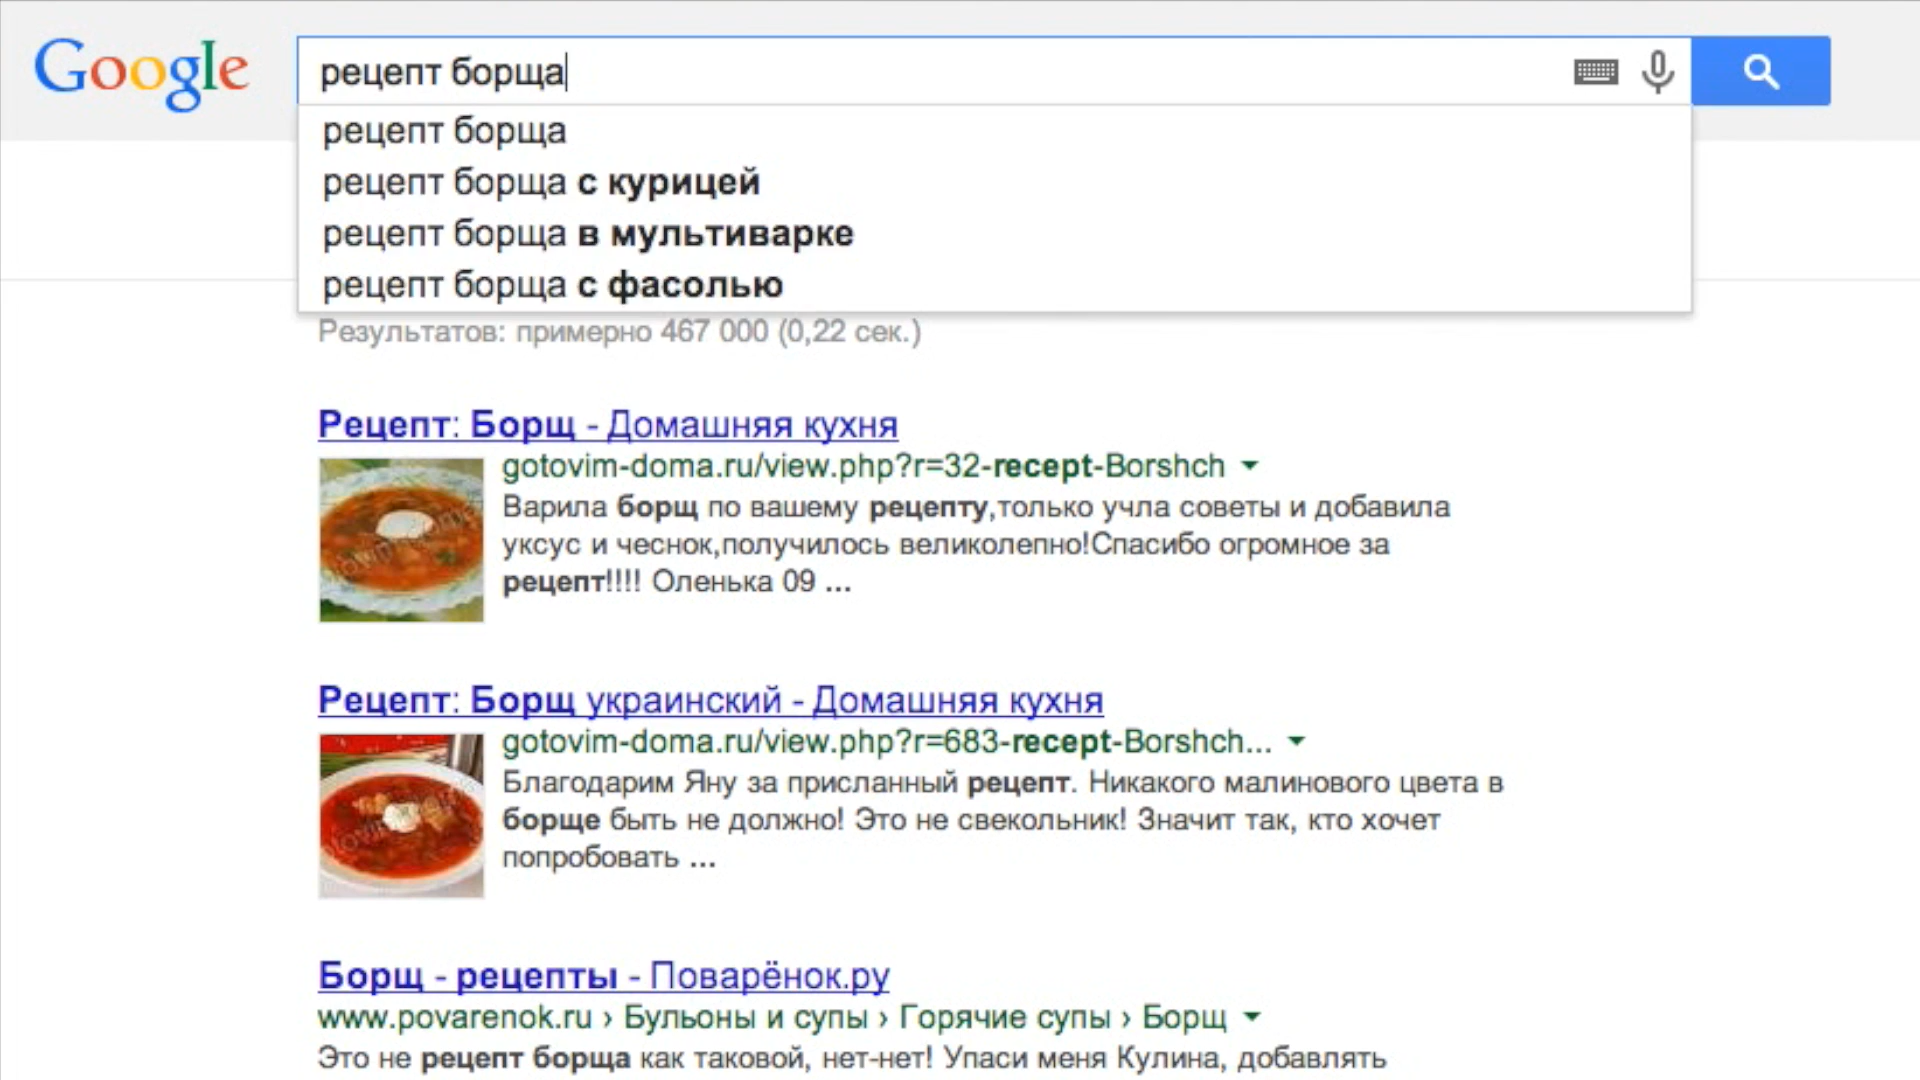 Google
рецепт борща
рецепт борща
рецепт борща с курицей
рецепт борща в мультиварке
рецепт борща с фасолью
Результатов: примерно 467 000 (0,22 сек.)
Рецепт: Борщ - Домашняя кухня
gotovim-doma.ru/view.php?r=32-recept-Borshch
Варила борщ по вашему рецепту,только учла советы и добавила
уксус и чеснок,получилось великолепно!Спасибо огромное за
рецепт!!!! Оленька 09 ...
Рецепт: Борщ украинский - Домашняя кухня
gotovim-doma.ru/view.php?r=683-recept-Borshch...
Благодарим Яну за присланный рецепт. Никакого малинового цвета в
борще быть не должно! Это не свекольник! Значит так, кто хочет
попробовать ...
Борщ - рецепты - Поварёнок.ру
www.povarenok.ru › Бульоны и супы › Горячие супы › Борщ
Это не рецепт борща как таковой, нет-нет! Упаси меня Кулина, добавлять